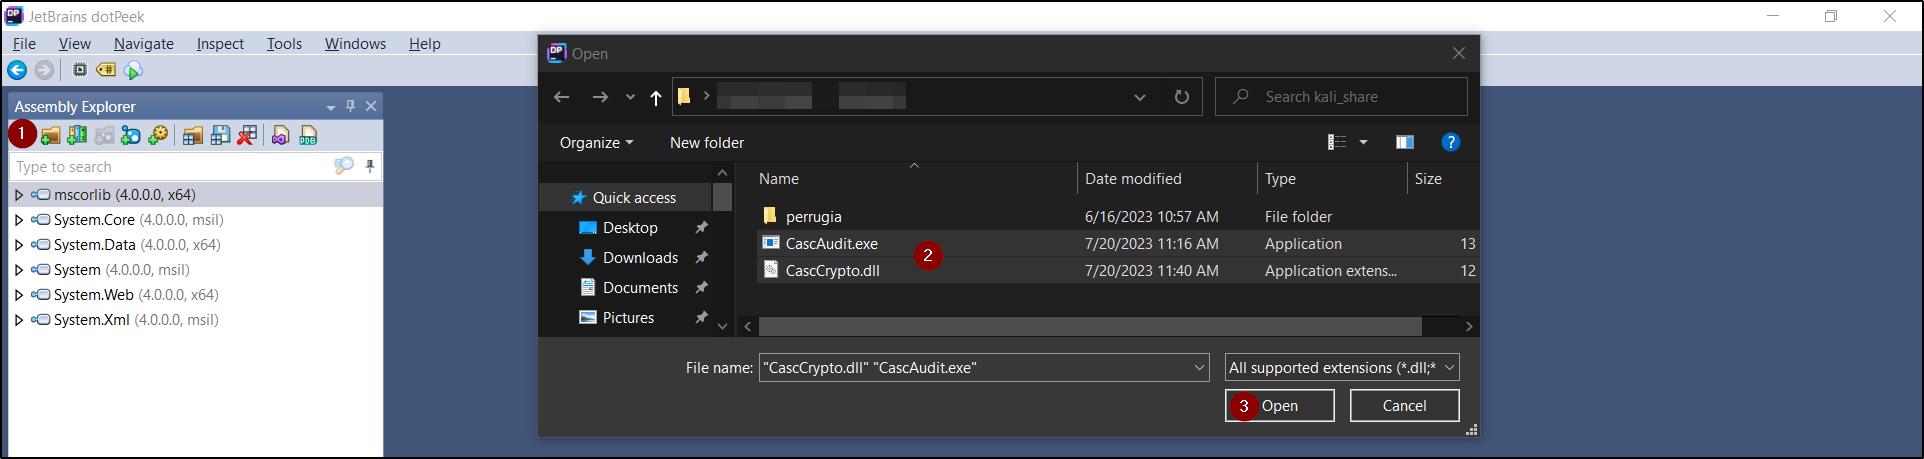 JetBrains dotPeek
File View Navigate Inspect Tools Windows Help
Assembly Explorer
1
Type to search
mscorlib (4.0.0.0, x64)
System.Core (4.0.0.0, msil)
System.Data (4.0.0.0, x64)
System (4.0.0.0, msil)
System.Web (4.0.0.0, x64)
System.Xml (4.0.0.0, msil)
Open
Search kali_share
Organize New folder
Quick access
Desktop
Downloads
Documents
Pictures
Name Date modified Type Size
perrugia 6/16/2023 10:57 AM File folder
CascAudit.exe 7/20/2023 11:16 AM Application 13
2
CascCrypto.dll 7/20/2023 11:40 AM Application extens... 12
File name: "CascCrypto.dll" "CascAudit.exe" All supported extensions (*.dll;*
3 Open Cancel